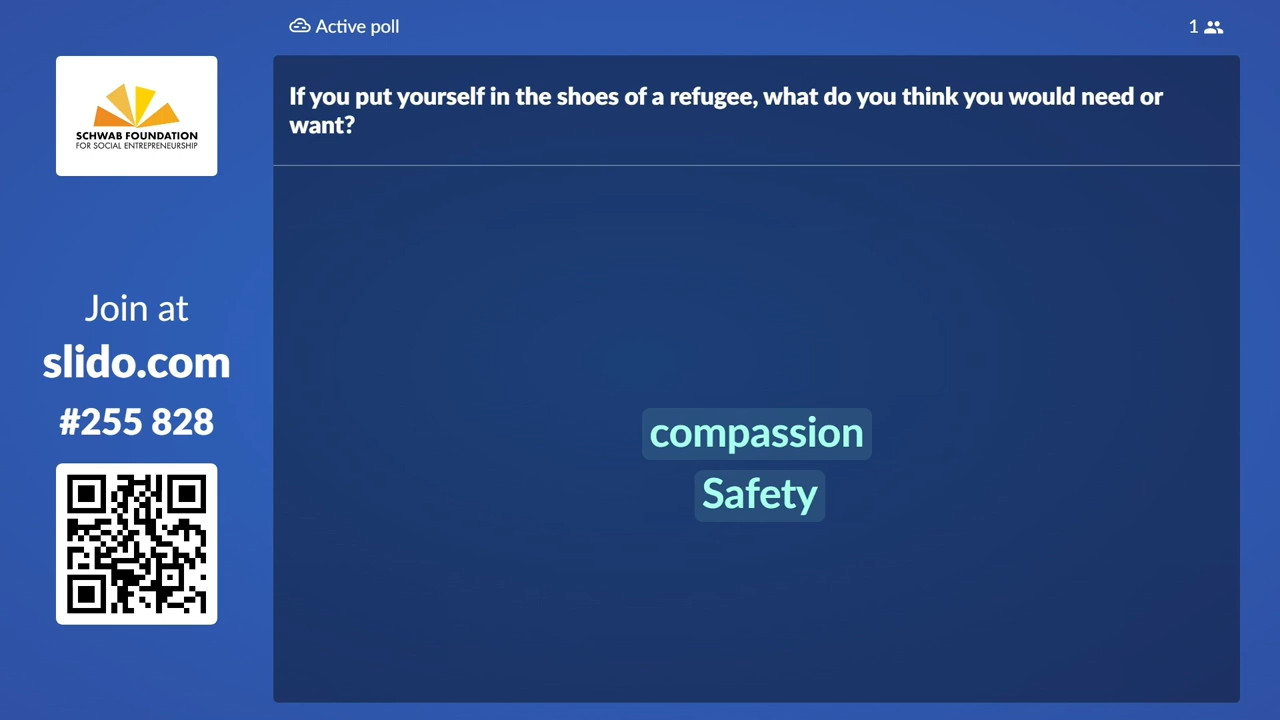 Active poll
1
SCHWAB FOUNDATION
FOR SOCIAL ENTREPRENEURSHIP
If you put yourself in the shoes of a refugee, what do you think you would need or
want?
Join at
slido.com
#255 828
compassion
Safety